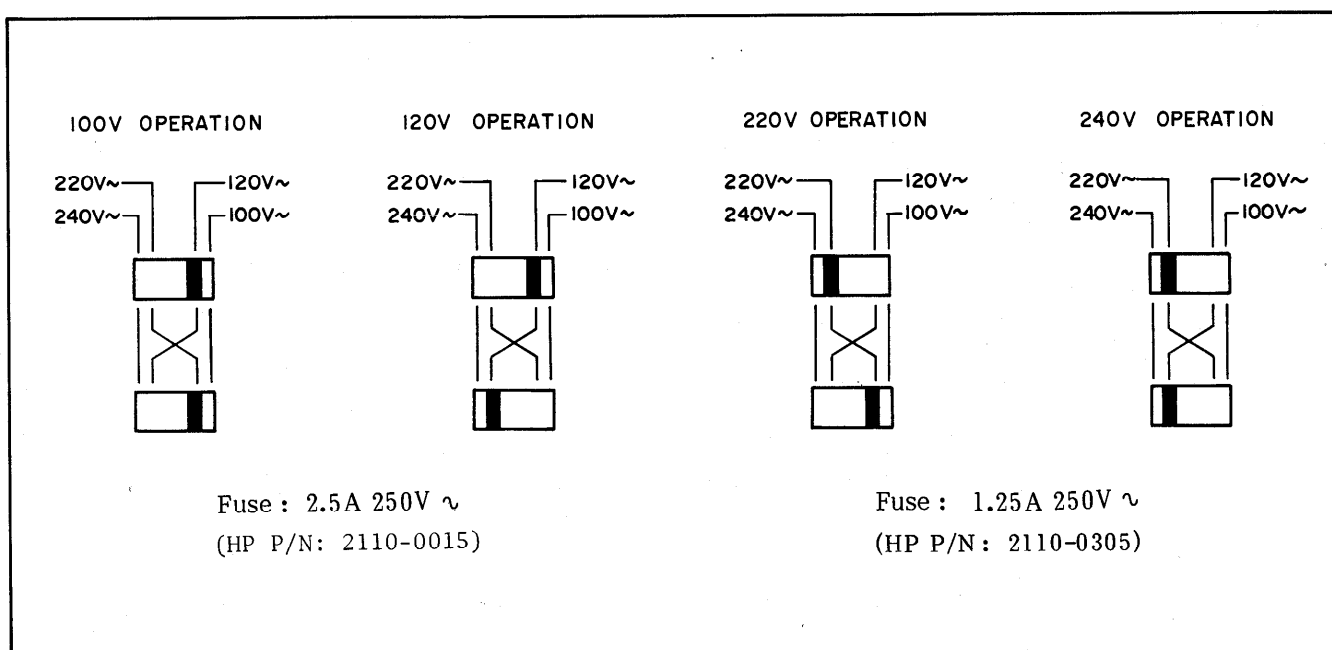 100V OPERATION
120V OPERATION
220V OPERATION
240V OPERATION
220V~ 120V~
240V~ 100V~
220V~ 120V~
240V~ 100V~
220V~ 120V~
240V~ 100V~
220V~ 120V~
240V~ 100V~
Fuse : 2.5A 250V ~
(HP P/N: 2110-0015)
Fuse : 1.25A 250V ~
(HP P/N : 2110-0305)